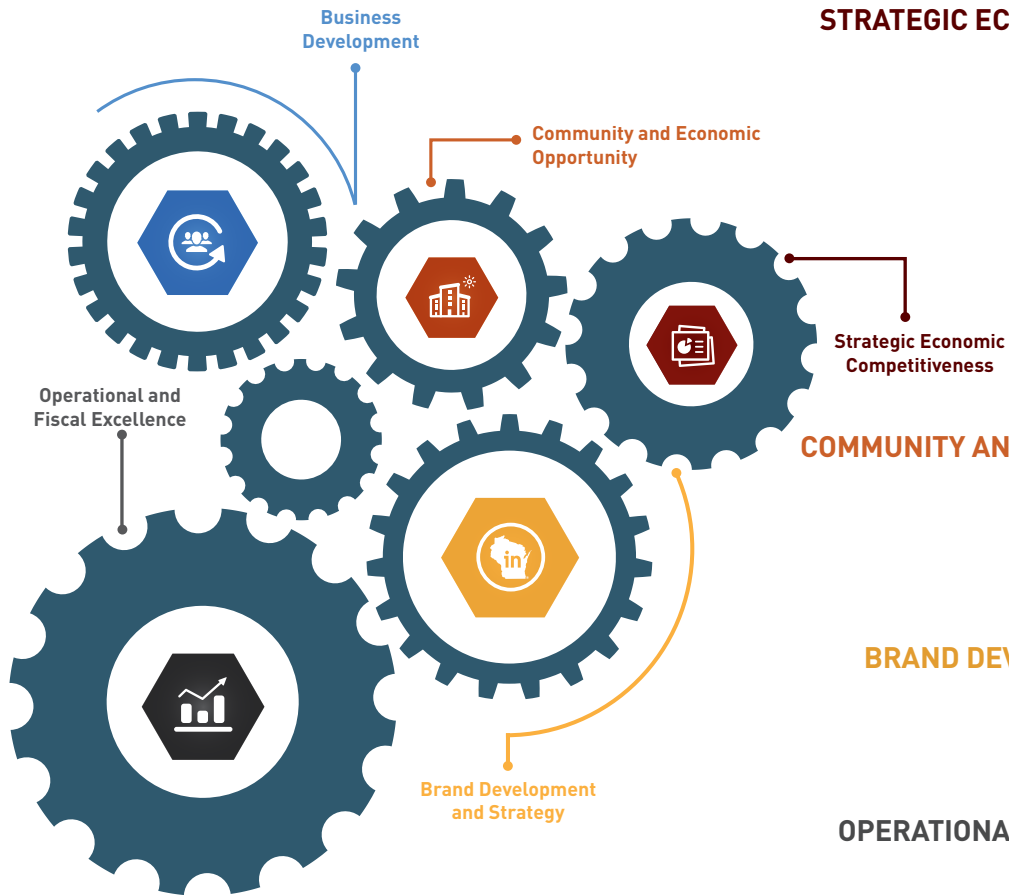 Business
Development
STRATEGIC EC
Community and Economic
Opportunity
Strategic Economic
Competitiveness
Operational and
Fiscal Excellence
COMMUNITY AN
in
BRAND DEV
Brand Development
and Strategy
OPERATIONA